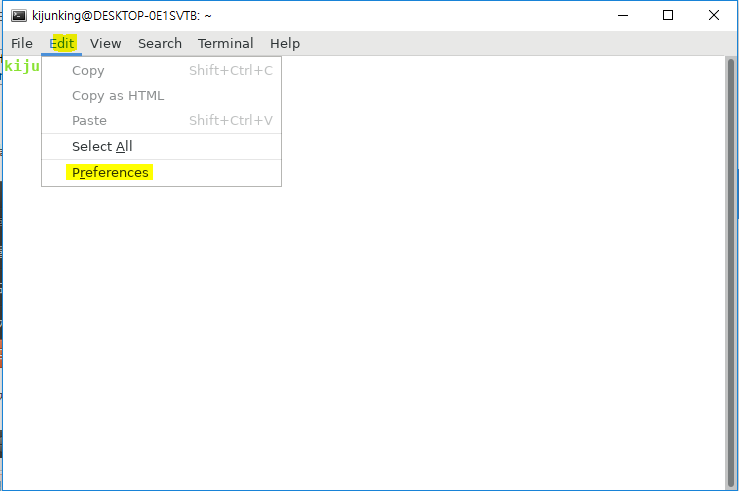 kijunking@DESKTOP-0E1SVTB: ~
File Edit View Search Terminal Help
kiju
Copy Shift+Ctrl+C
Copy as HTML
Paste Shift+Ctrl+V
Select All
Preferences